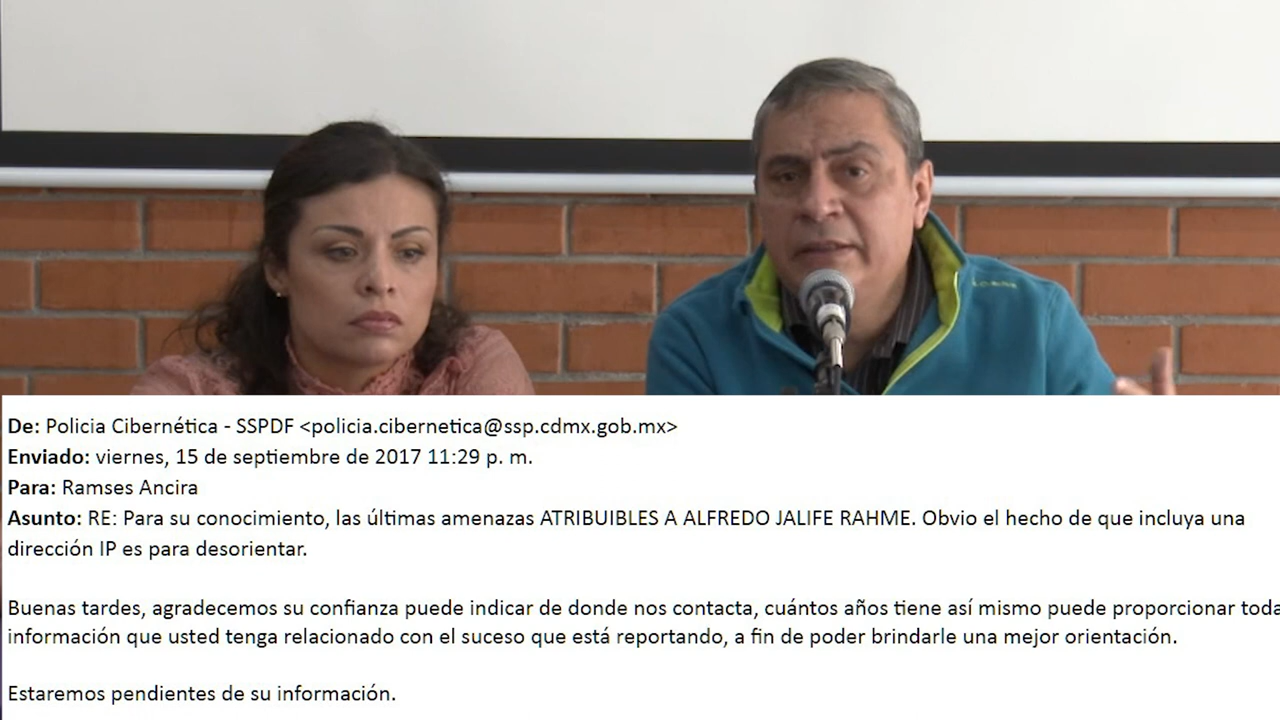 De: Policia Cibernética - SSPDF <policia.cibernetica@ssp.cdmx.gob.mx>
Enviado: viernes, 15 de septiembre de 2017 11:29 p. m.
Para: Ramses Ancira
Asunto: RE: Para su conocimiento, las últimas amenazas ATRIBUIBLES A ALFREDO JALIFE RAHME. Obvio el hecho de que incluya una
dirección IP es para desorientar.
Buenas tardes, agradecemos su confianza puede indicar de donde nos contacta, cuántos años tiene así mismo puede proporcionar toda
información que usted tenga relacionado con el suceso que está reportando, a fin de poder brindarle una mejor orientación.
Estaremos pendientes de su información.